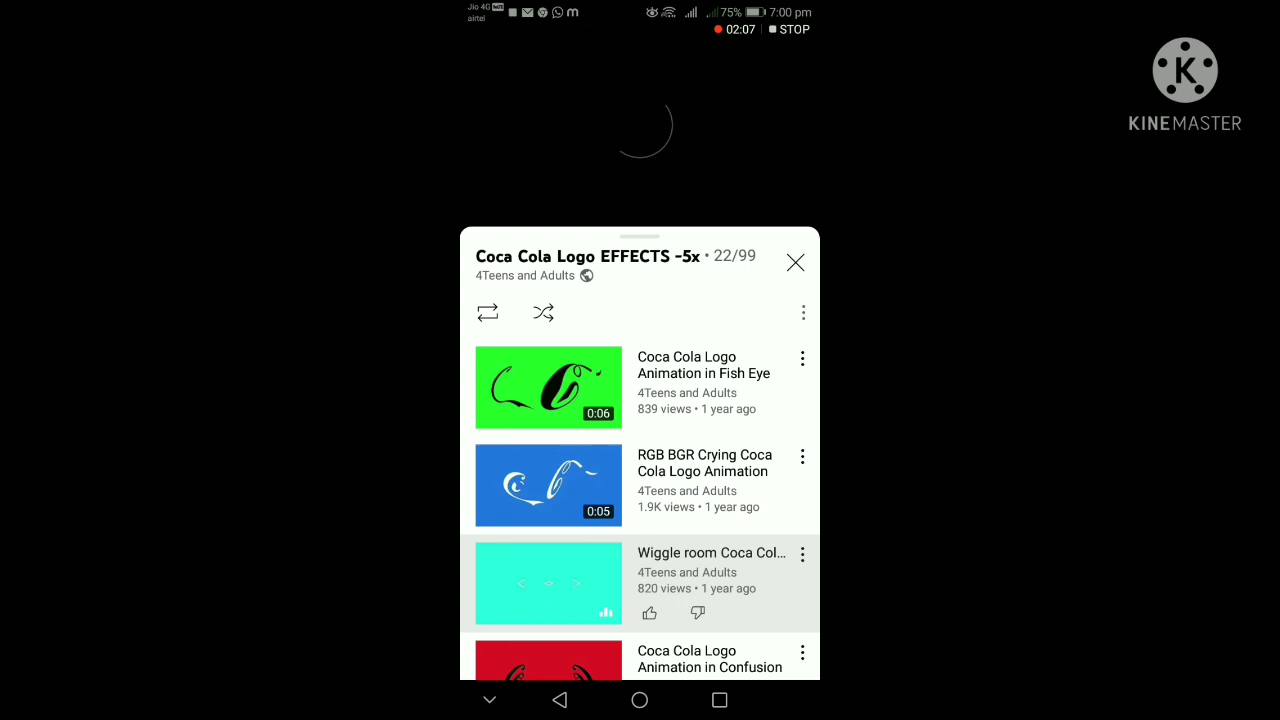 Jio 4G
airtel
75% 7:00 pm
02:07 STOP
K
KINEMASTER
Coca Cola Logo EFFECTS -5x • 22/99
4Teens and Adults
Coca Cola Logo
Animation in Fish Eye
4Teens and Adults
839 views • 1 year ago
0:06
RGB BGR Crying Coca
Cola Logo Animation
4Teens and Adults
1.9K views • 1 year ago
0:05
Wiggle room Coca Col...
4Teens and Adults
820 views • 1 year ago
Coca Cola Logo
Animation in Confusion